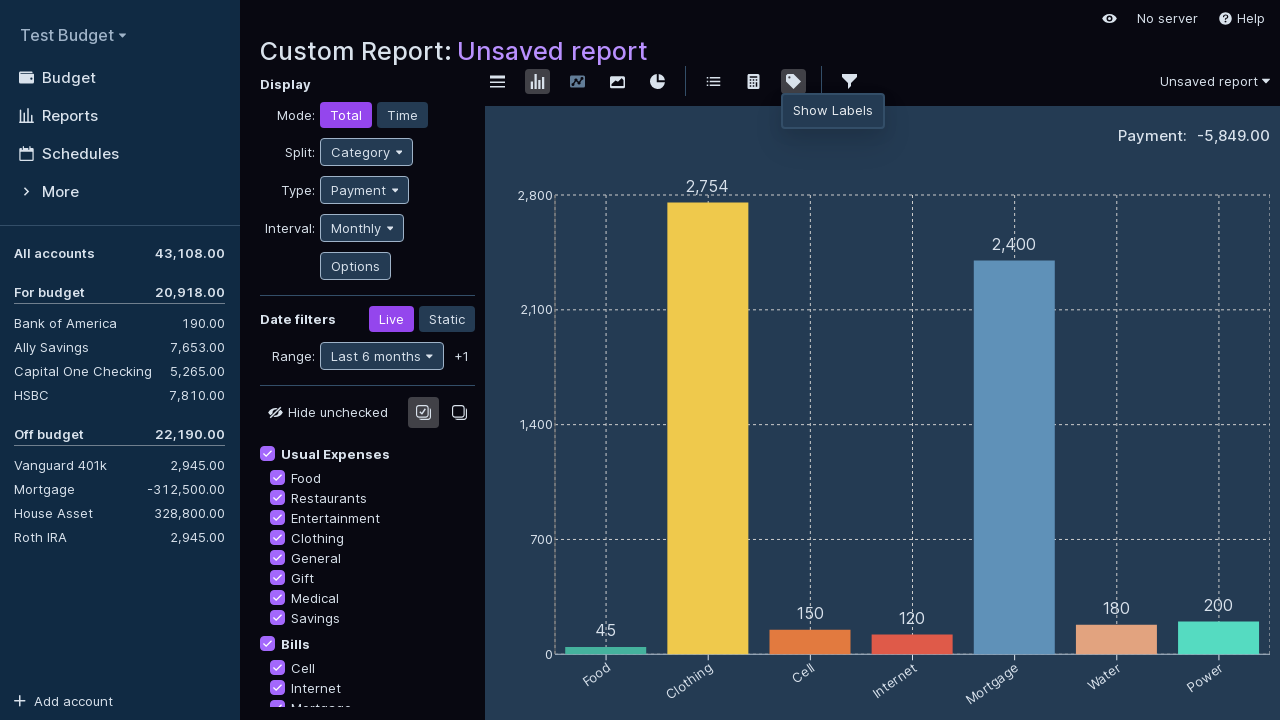 Test Budget
Budget
Reports
Schedules
More
All accounts 43,108.00
For budget 20,918.00
Bank of America 190.00
Ally Savings 7,653.00
Capital One Checking 5,265.00
HSBC 7,810.00
Off budget 22,190.00
Vanguard 401k 2,945.00
Mortgage -312,500.00
House Asset 328,800.00
Roth IRA 2,945.00
Add account
No server
Help
Custom Report: Unsaved report
Display
Mode: Total Time
Split: Category
Type: Payment
Interval: Monthly
Options
Date filters Live Static
Range: Last 6 months +1
Hide unchecked
Usual Expenses
Food
Restaurants
Entertainment
Clothing
General
Gift
Medical
Savings
Bills
Cell
Internet
Mortgage
Unsaved report
Show Labels
Payment: -5,849.00
2,800
2,100
1,400
700
0
45
2,754
150
120
2,400
180
200
Food
Clothing
Cell
Internet
Mortgage
Water
Power